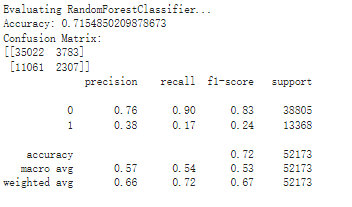 Evaluating RandomForestClassifier...
Accuracy: 0.7154850209878673
Confusion Matrix:
[[35022  3783]
 [11061  2307]]
              precision    recall  f1-score   support

           0       0.76      0.90      0.83     38805
           1       0.38      0.17      0.24     13368

    accuracy                           0.72     52173
   macro avg       0.57      0.54      0.53     52173
weighted avg       0.66      0.72      0.67     52173